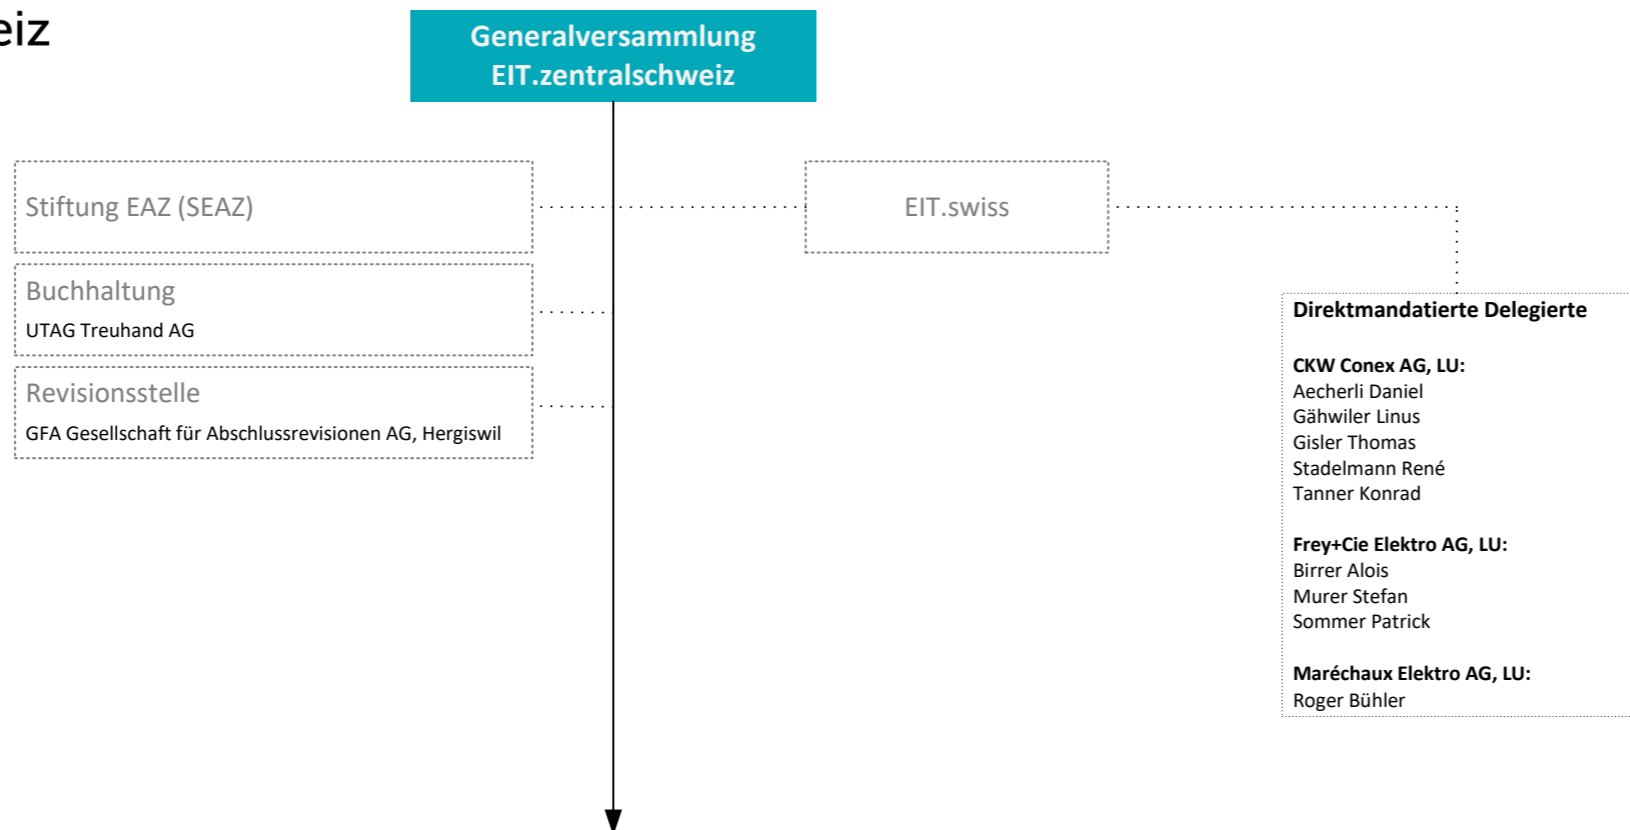 eiz
Generalversammlung
EIT.zentralschweiz
Stiftung EAZ (SEAZ)
EIT.swiss
Buchhaltung
UTAG Treuhand AG
Revisionsstelle
GFA Gesellschaft für Abschlussrevisionen AG, Hergiswil
Direktmandatierte Delegierte
CKW Conex AG, LU:
Aecherli Daniel
Gähwiler Linus
Gisler Thomas
Stadelmann René
Tanner Konrad
Frey+Cie Elektro AG, LU:
Birrer Alois
Murer Stefan
Sommer Patrick
Maréchaux Elektro AG, LU:
Roger Bühler